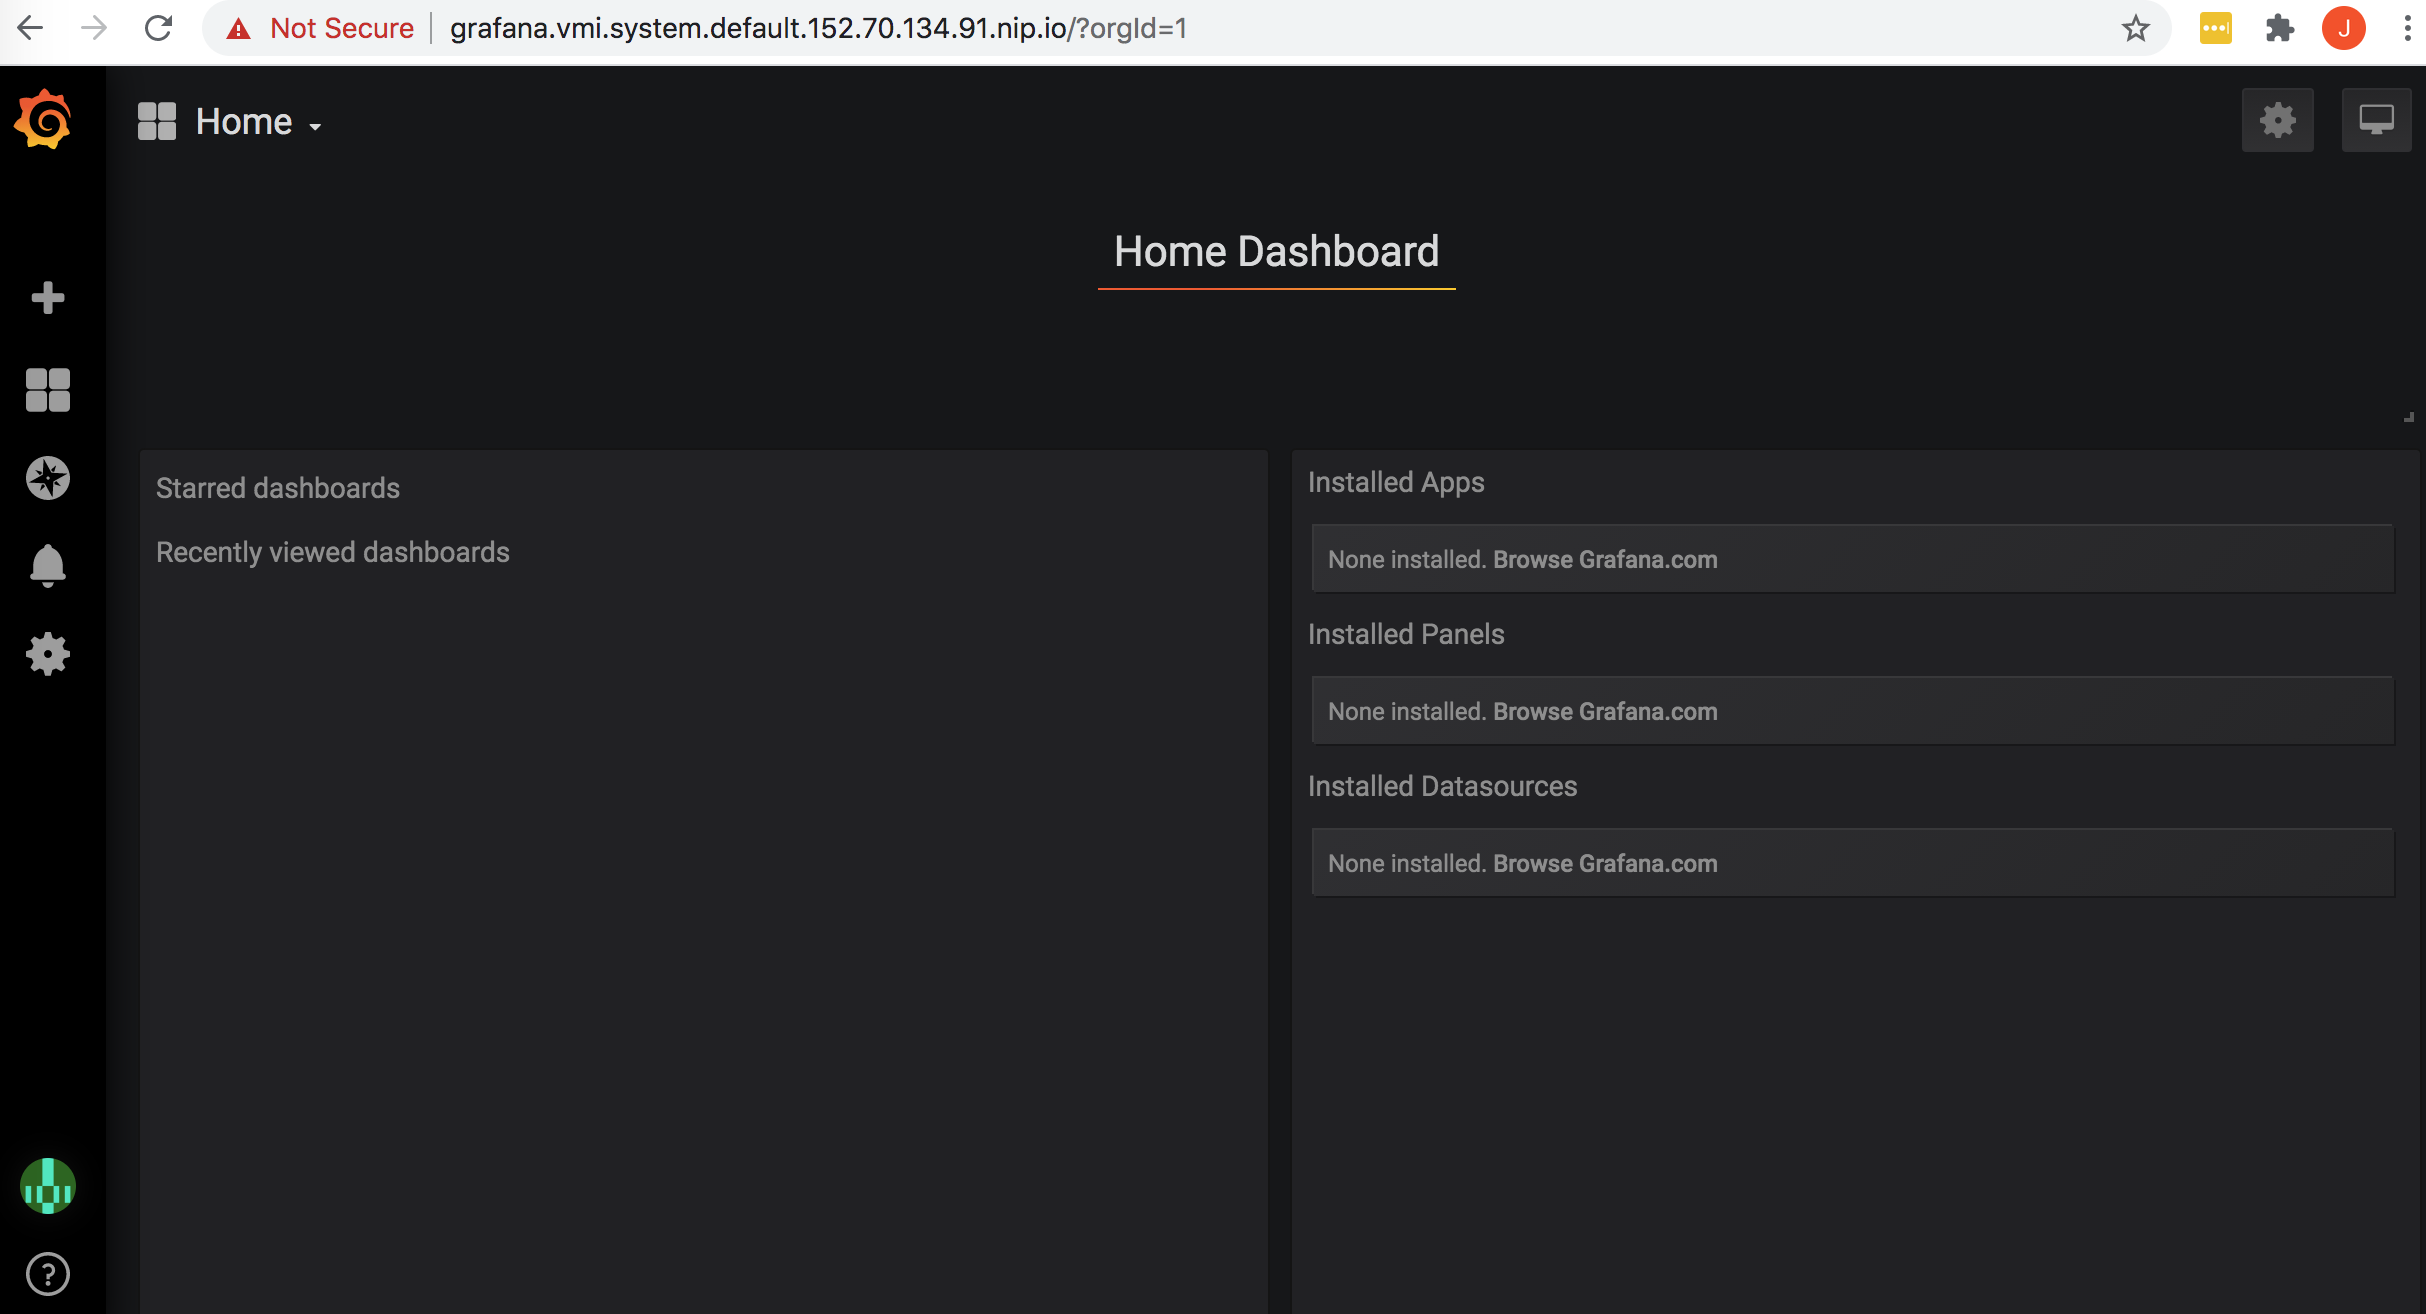 Not Secure grafana.vmi.system.default.152.70.134.91.nip.io/?orgId=1
J
Home
Home Dashboard
Starred dashboards
Recently viewed dashboards
Installed Apps
None installed. Browse Grafana.com
Installed Panels
None installed. Browse Grafana.com
Installed Datasources
None installed. Browse Grafana.com
?